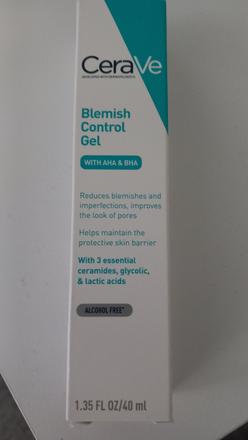 CeraVe
DEVELOPED WITH DERMATOLOGISTS
Blemish
Control
Gel
WITH AHA & BHA
Reduces blemishes and
imperfections, improves
the look of pores
Helps maintain the
protective skin barrier
With 3 essential
ceramides, glycolic,
& lactic acids
ALCOHOL FREE*
1.35 FL OZ/40 ml